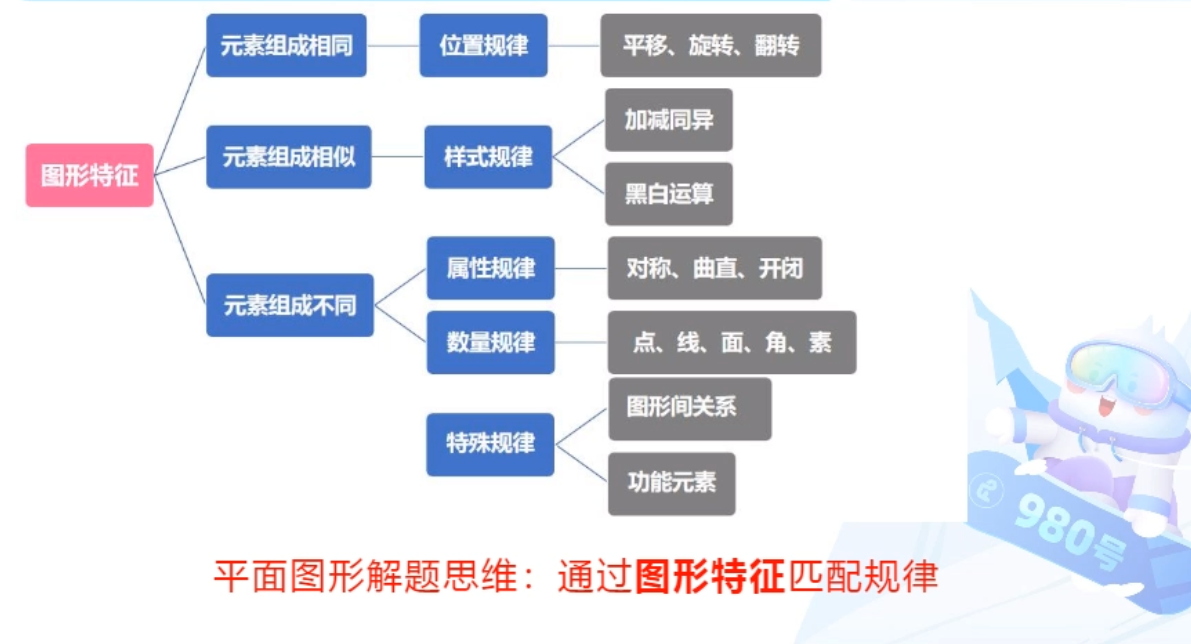 元素组成相同
位置规律
平移、旋转、翻转
加减同异
元素组成相似
样式规律
图形特征
黑白运算
属性规律
对称、曲直、开闭
元素组成不同
数量规律
点、线、面、角、素
图形间关系
特殊规律
功能元素
980号
平面图形解题思维：通过图形特征匹配规律